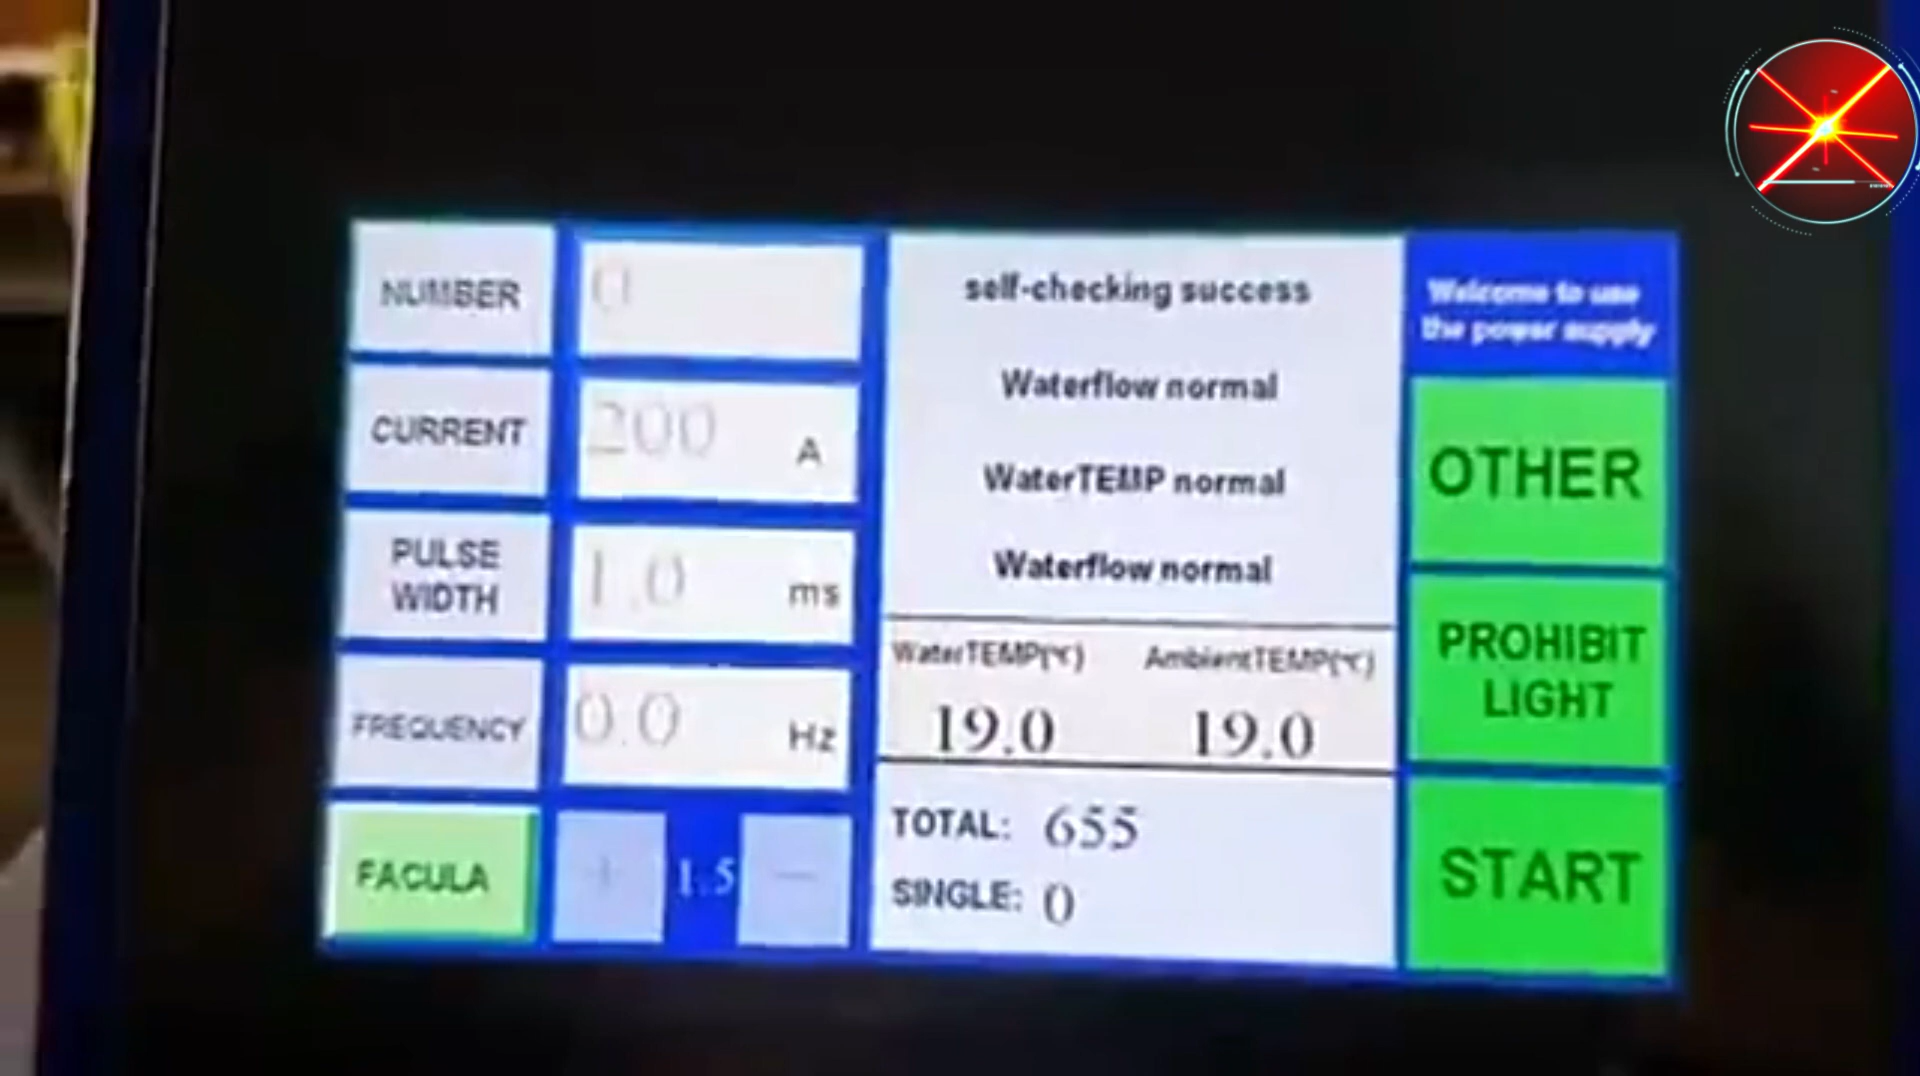 NUMBER 0
CURRENT 200 A
PULSE
WIDTH
1.0 ms
FREQUENCY 0.0 Hz
FACULA + 1.5 −
self-checking success
Waterflow normal
WaterTEMP normal
Waterflow normal
WaterTEMP(℃) AmbientTEMP(℃)
19.0 19.0
TOTAL: 655
SINGLE: 0
Welcome to use
the power supply
OTHER
PROHIBIT
LIGHT
START